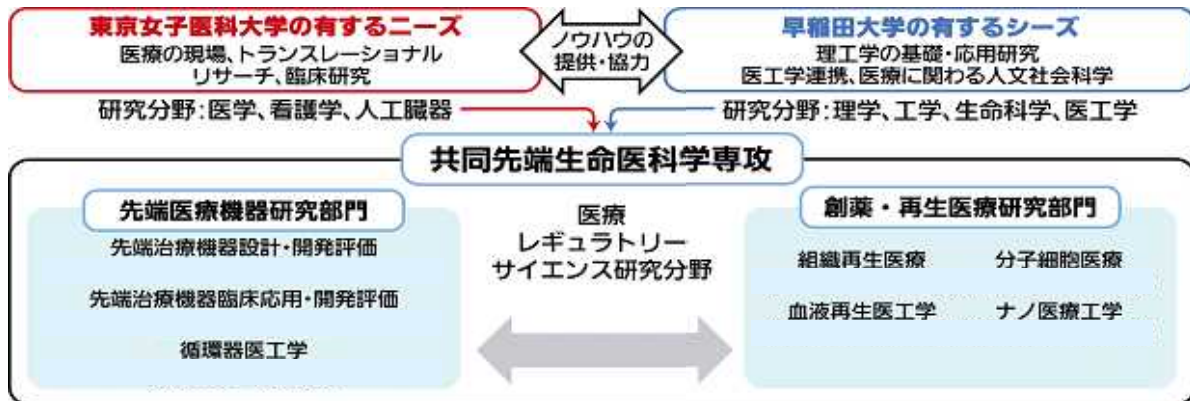 東京女子医科大学の有するニーズ
医療の現場、トランスレーショナル
リサーチ、臨床研究
ノウハウの
提供・協力
早稲田大学の有するシーズ
理工学の基礎・応用研究
医工学連携、医療に関わる人文社会科学
研究分野：医学、看護学、人工臓器
研究分野：理学、工学、生命科学、医工学
共同先端生命医科学専攻
先端医療機器研究部門
先端治療機器設計・開発評価
先端治療機器臨床応用・開発評価
循環器医工学
医療
レギュラトリー
サイエンス研究分野
創薬・再生医療研究部門
組織再生医療
分子細胞医療
血液再生医工学
ナノ医療工学